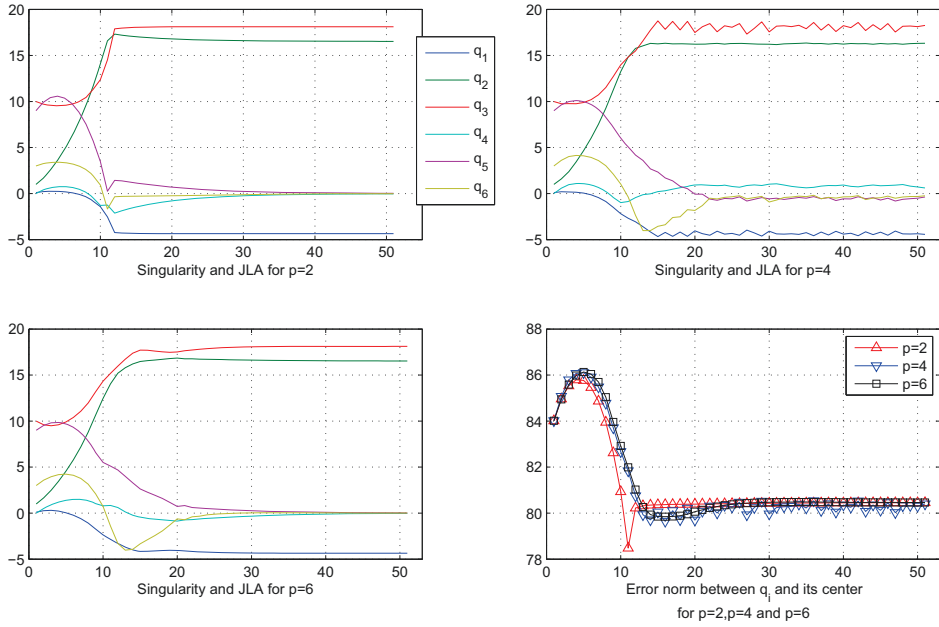 20
15
10
5
0
−5
0 10 20 30 40 50
Singularity and JLA for p=2
q1
q2
q3
q4
q5
q6
20
15
10
5
0
−5
0 10 20 30 40 50
Singularity and JLA for p=4
20
15
10
5
0
−5
0 10 20 30 40 50
Singularity and JLA for p=6
88
86
84
82
80
78
0 10 20 30 40 50
Error norm between qi and its center
for p=2,p=4 and p=6
p=2
p=4
p=6